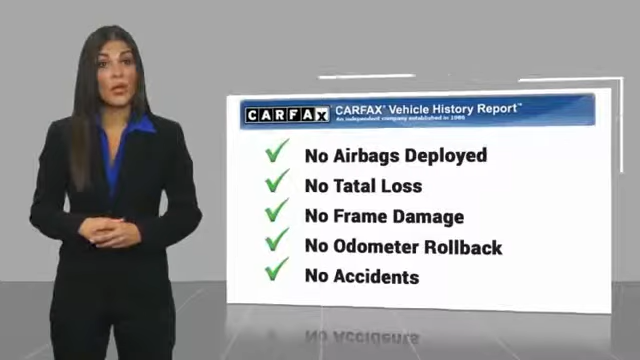 CARFAX CARFAX Vehicle History Report™
An independent company established in 1986
No Airbags Deployed
No Tatal Loss
No Frame Damage
No Odometer Rollback
No Accidents